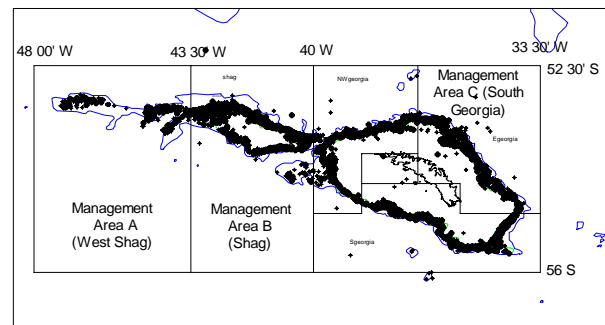 48 00' W
43 30' W
40 W
33 30' W
52 30' S
shag
NWgeorgia
Management
Area C (South
Georgia)
Egeorgia
Management
Area A
(West Shag)
Management
Area B
(Shag)
Sgeorgia
56 S